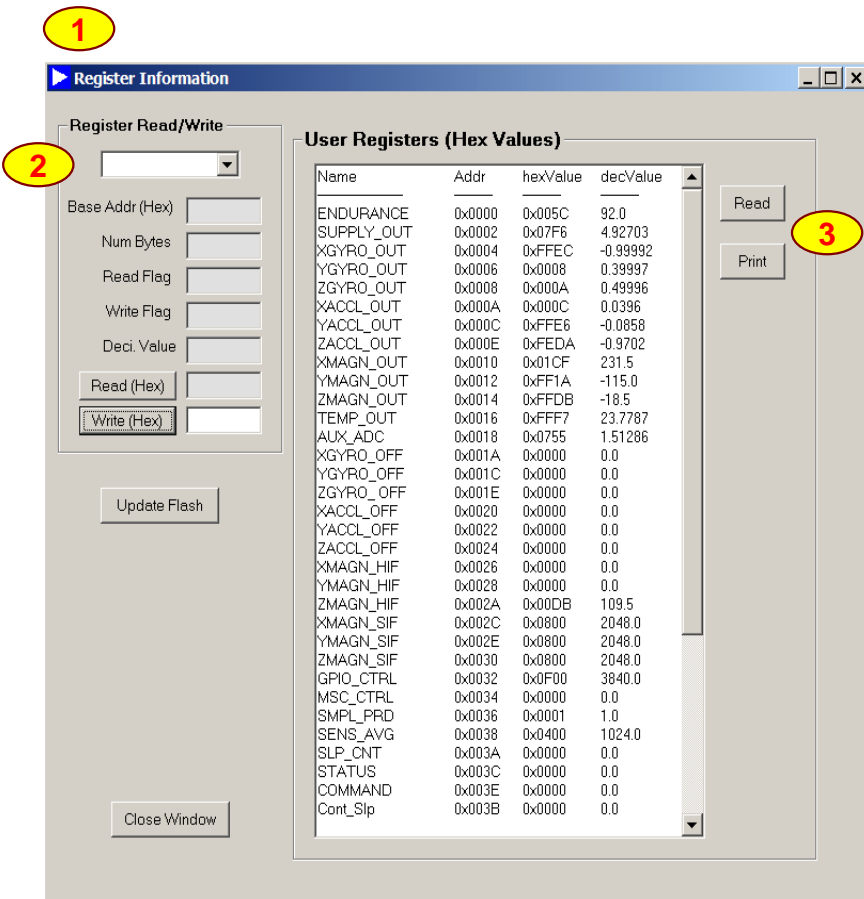 1
Register Information
Register Read/Write
2
Base Addr (Hex)
Num Bytes
Read Flag
Write Flag
Deci. Value
Read (Hex)
Write (Hex)
Update Flash
Close Window
User Registers (Hex Values)
Name Addr hexValue decValue
ENDURANCE 0x0000 0x005C 92.0
SUPPLY_OUT 0x0002 0x07F6 4.92703
XGYRO_OUT 0x0004 0xFFEC -0.99992
YGYRO_OUT 0x0006 0x0008 0.39997
ZGYRO_OUT 0x0008 0x000A 0.49996
XACCL_OUT 0x000A 0x000C 0.0396
YACCL_OUT 0x000C 0xFFE6 -0.0858
ZACCL_OUT 0x000E 0xFEDA -0.9702
XMAGN_OUT 0x0010 0x01CF 231.5
YMAGN_OUT 0x0012 0xFF1A -115.0
ZMAGN_OUT 0x0014 0xFFDB -18.5
TEMP_OUT 0x0016 0xFFF7 23.7787
AUX_ADC 0x0018 0x0755 1.51286
XGYRO_OFF 0x001A 0x0000 0.0
YGYRO_OFF 0x001C 0x0000 0.0
ZGYRO_ OFF 0x001E 0x0000 0.0
XACCL_OFF 0x0020 0x0000 0.0
YACCL_OFF 0x0022 0x0000 0.0
ZACCL_OFF 0x0024 0x0000 0.0
XMAGN_HIF 0x0026 0x0000 0.0
YMAGN_HIF 0x0028 0x0000 0.0
ZMAGN_HIF 0x002A 0x00DB 109.5
XMAGN_SIF 0x002C 0x0800 2048.0
YMAGN_SIF 0x002E 0x0800 2048.0
ZMAGN_SIF 0x0030 0x0800 2048.0
GPIO_CTRL 0x0032 0x0F00 3840.0
MSC_CTRL 0x0034 0x0000 0.0
SMPL_PRD 0x0036 0x0001 1.0
SENS_AVG 0x0038 0x0400 1024.0
SLP_CNT 0x003A 0x0000 0.0
STATUS 0x003C 0x0000 0.0
COMMAND 0x003E 0x0000 0.0
Cont_Slp 0x003B 0x0000 0.0
Read
3
Print